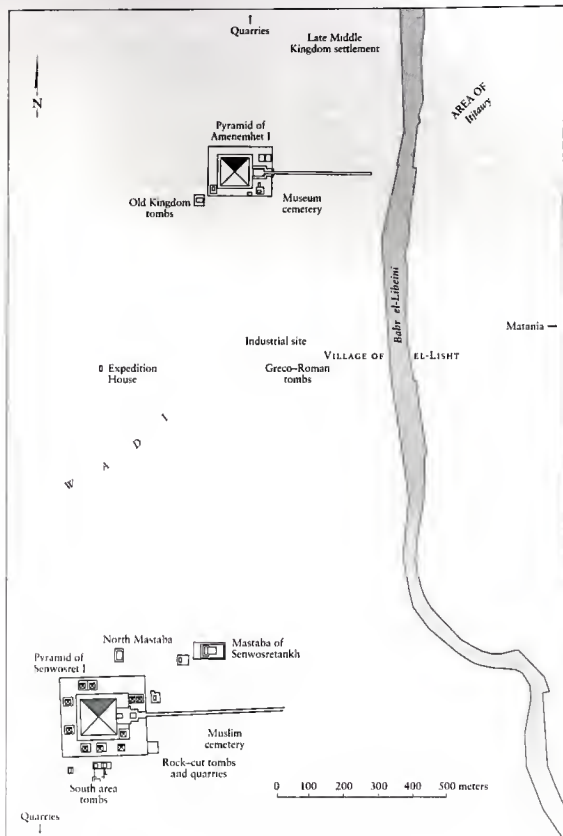 Quarries
Late Middle
Kingdom settlement
N
AREA OF
Itjtawy
Pyramid of
Amenemhet I
Old Kingdom
tombs
Museum
cemetery
Bahr el-Libeini
Matania
Industrial site
VILLAGE OF EL-LISHT
Expedition
House
Greco-Roman
tombs
WADI
North Mastaba
Mastaba of
Senwosretankh
Pyramid of
Senwosret I
Muslim
cemetery
Rock-cut tombs
and quarries
South area
tombs
0 100 200 300 400 500 meters
Quarries